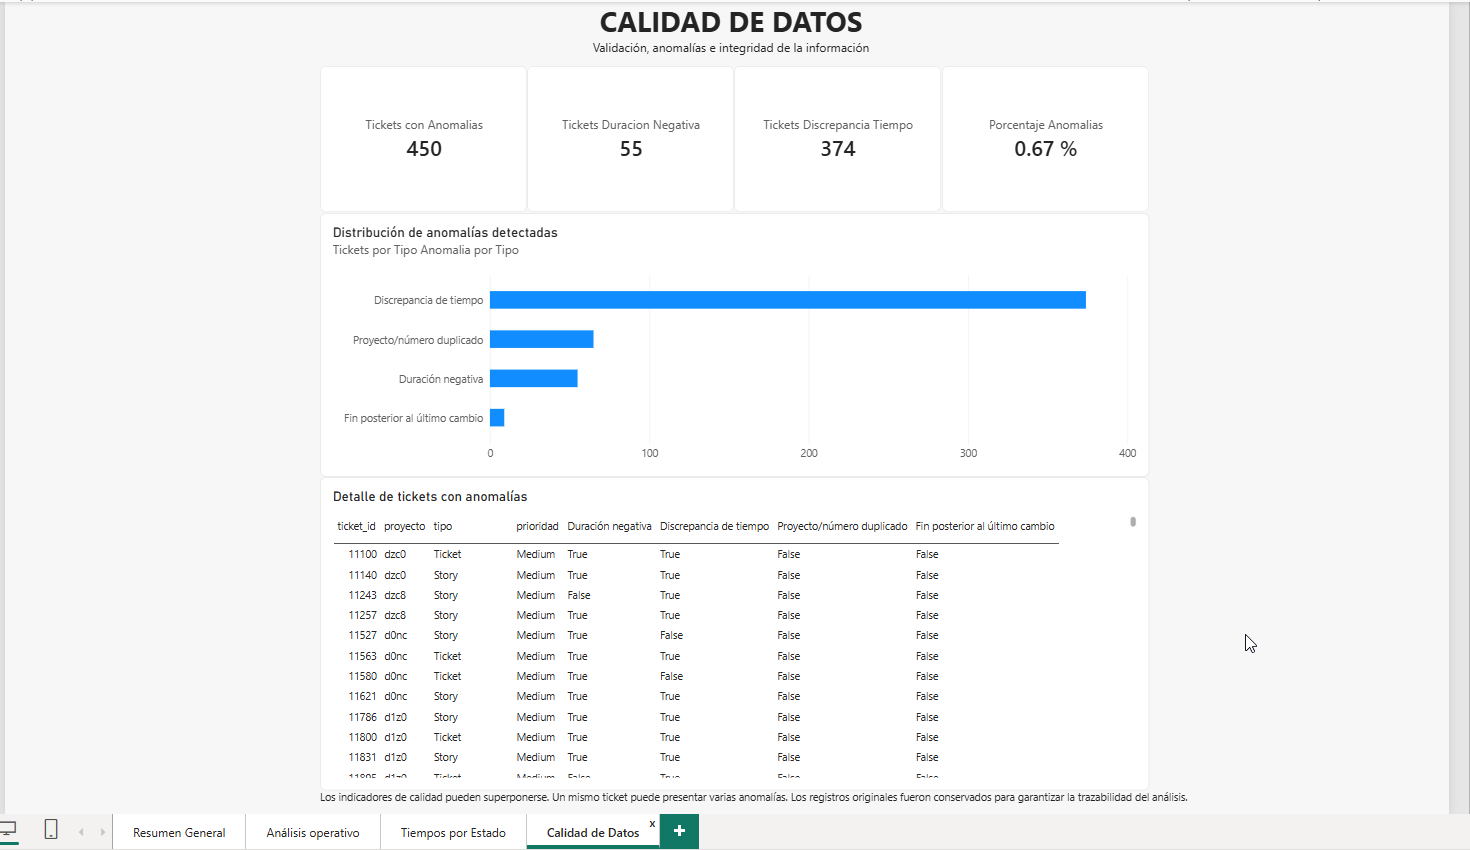 CALIDAD DE DATOS
Validación, anomalías e integridad de la información
Tickets con Anomalias
450
Tickets Duracion Negativa
55
Tickets Discrepancia Tiempo
374
Porcentaje Anomalias
0.67 %
Distribución de anomalías detectadas
Tickets por Tipo Anomalia por Tipo
Discrepancia de tiempo
Proyecto/número duplicado
Duración negativa
Fin posterior al último cambio
0 100 200 300 400
Detalle de tickets con anomalías
ticket_id proyecto tipo prioridad Duración negativa Discrepancia de tiempo Proyecto/número duplicado Fin posterior al último cambio
11100 dzc0 Ticket Medium True True False False
11140 dzc0 Story Medium True True False False
11243 dzc8 Story Medium False True False False
11257 dzc8 Story Medium True True False False
11527 d0nc Story Medium True False False False
11563 d0nc Ticket Medium True True False False
11580 d0nc Ticket Medium True False False False
11621 d0nc Story Medium True True False False
11786 d1z0 Story Medium True True False False
11800 d1z0 Ticket Medium True True False False
11831 d1z0 Story Medium True True False False
11895 d1z0 Ticket Medium False True False False
Los indicadores de calidad pueden superponerse. Un mismo ticket puede presentar varias anomalías. Los registros originales fueron conservados para garantizar la trazabilidad del análisis.
Resumen General
Análisis operativo
Tiempos por Estado
Calidad de Datos
x
+